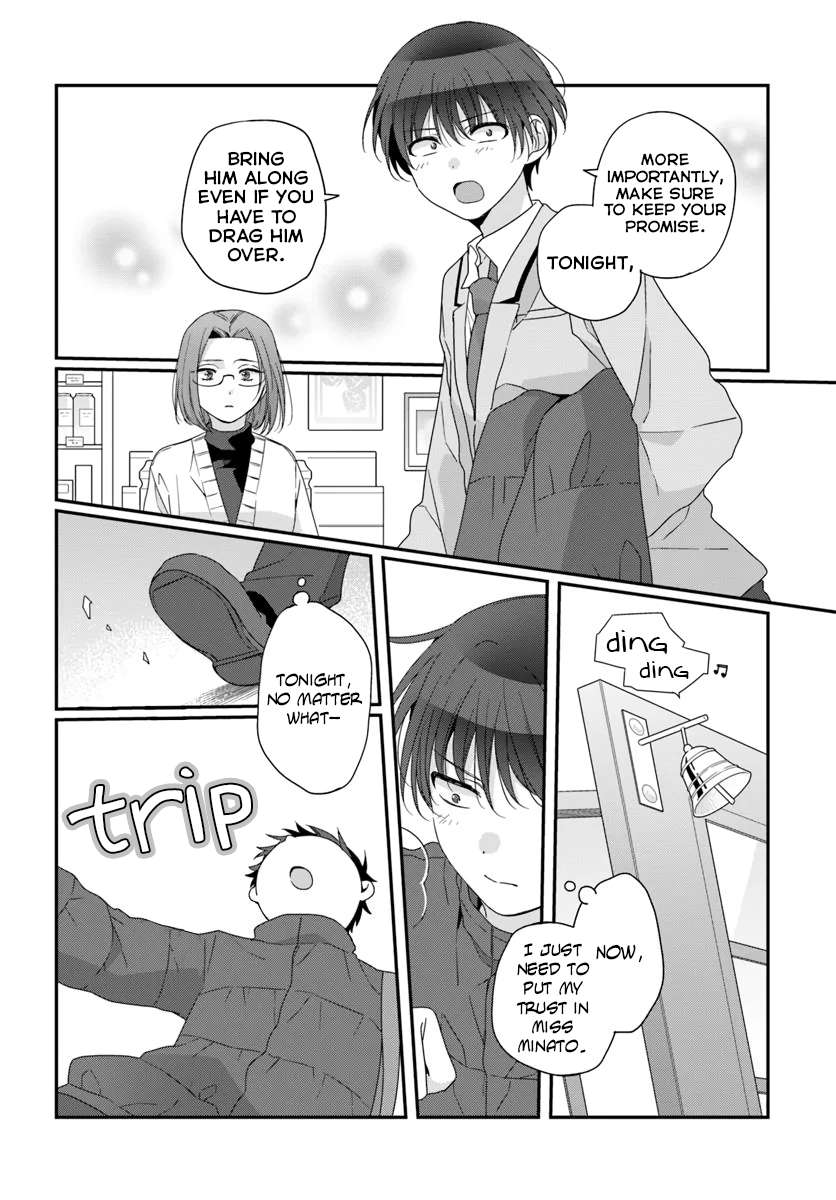 MORE
IMPORTANTLY,
MAKE SURE
TO KEEP YOUR
PROMISE.
TONIGHT,
BRING
HIM ALONG
EVEN IF YOU
HAVE TO
DRAG HIM
OVER.
ding
ding
NOW,
I JUST
NEED TO
PUT MY
TRUST IN
MISS
MINATO.
TONIGHT,
NO MATTER
WHAT–
trip